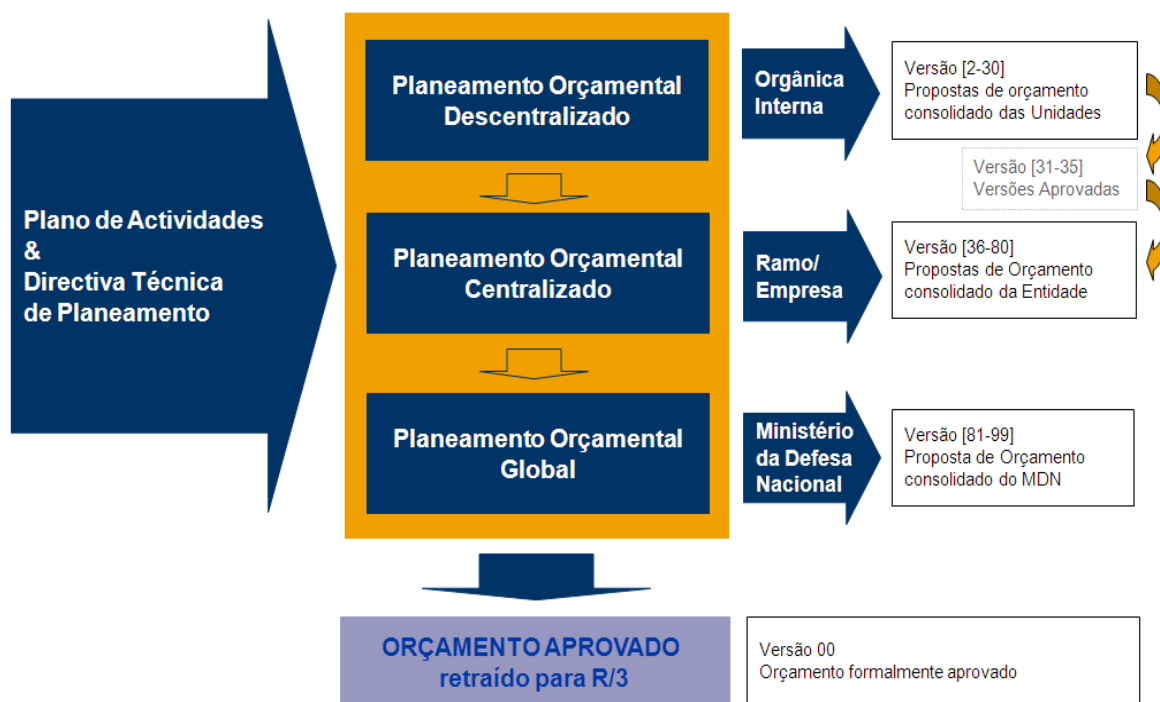 Plano de Actividades
&
Directiva Técnica
de Planeamento
Planeamento Orçamental
Descentralizado
Orgânica
Interna
Versão [2-30]
Propostas de orçamento
consolidado das Unidades
Versão [31-35]
Versões Aprovadas
Planeamento Orçamental
Centralizado
Ramo/
Empresa
Versão [36-80]
Propostas de Orçamento
consolidado da Entidade
Planeamento Orçamental
Global
Ministério
da Defesa
Nacional
Versão [81-99]
Proposta de Orçamento
consolidado do MDN
ORÇAMENTO APROVADO
retraído para R/3
Versão 00
Orçamento formalmente aprovado